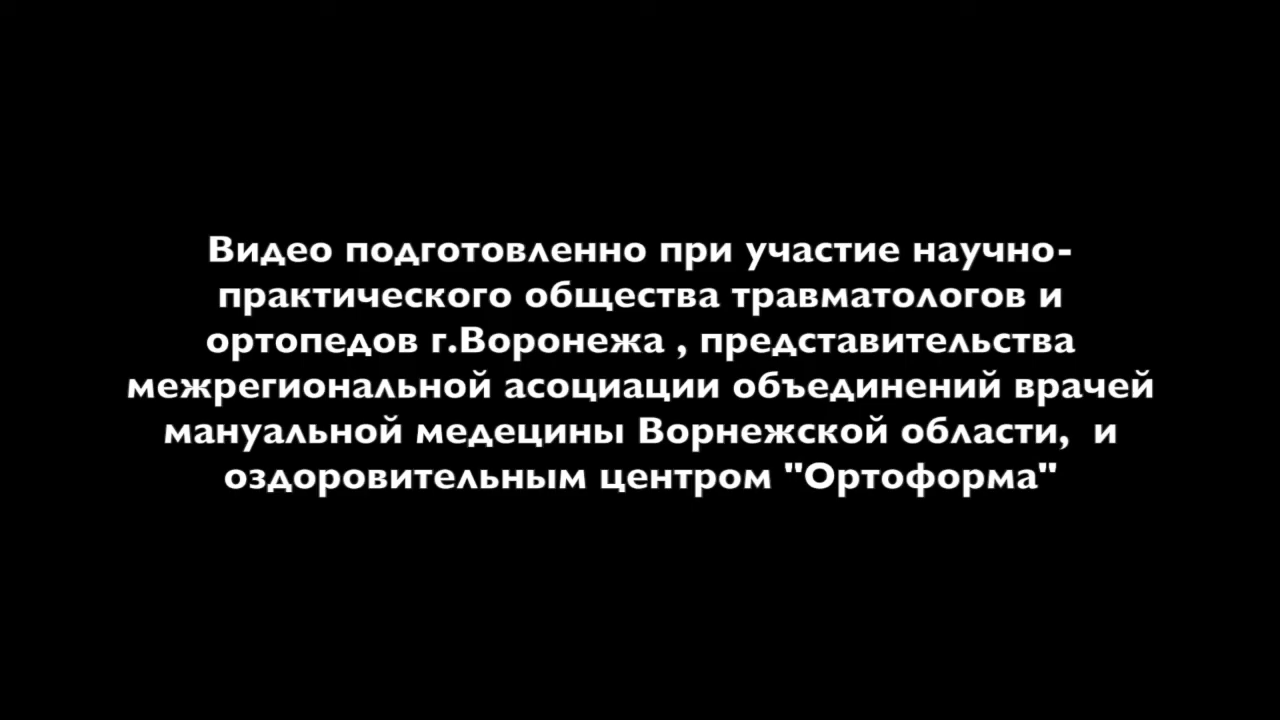 Видео подготовленно при участие научно-
практического общества травматологов и
ортопедов г.Воронежа , представительства
межрегиональной асоциации объединений врачей
мануальной медецины Ворнежской области,  и
оздоровительным центром "Ортоформа"